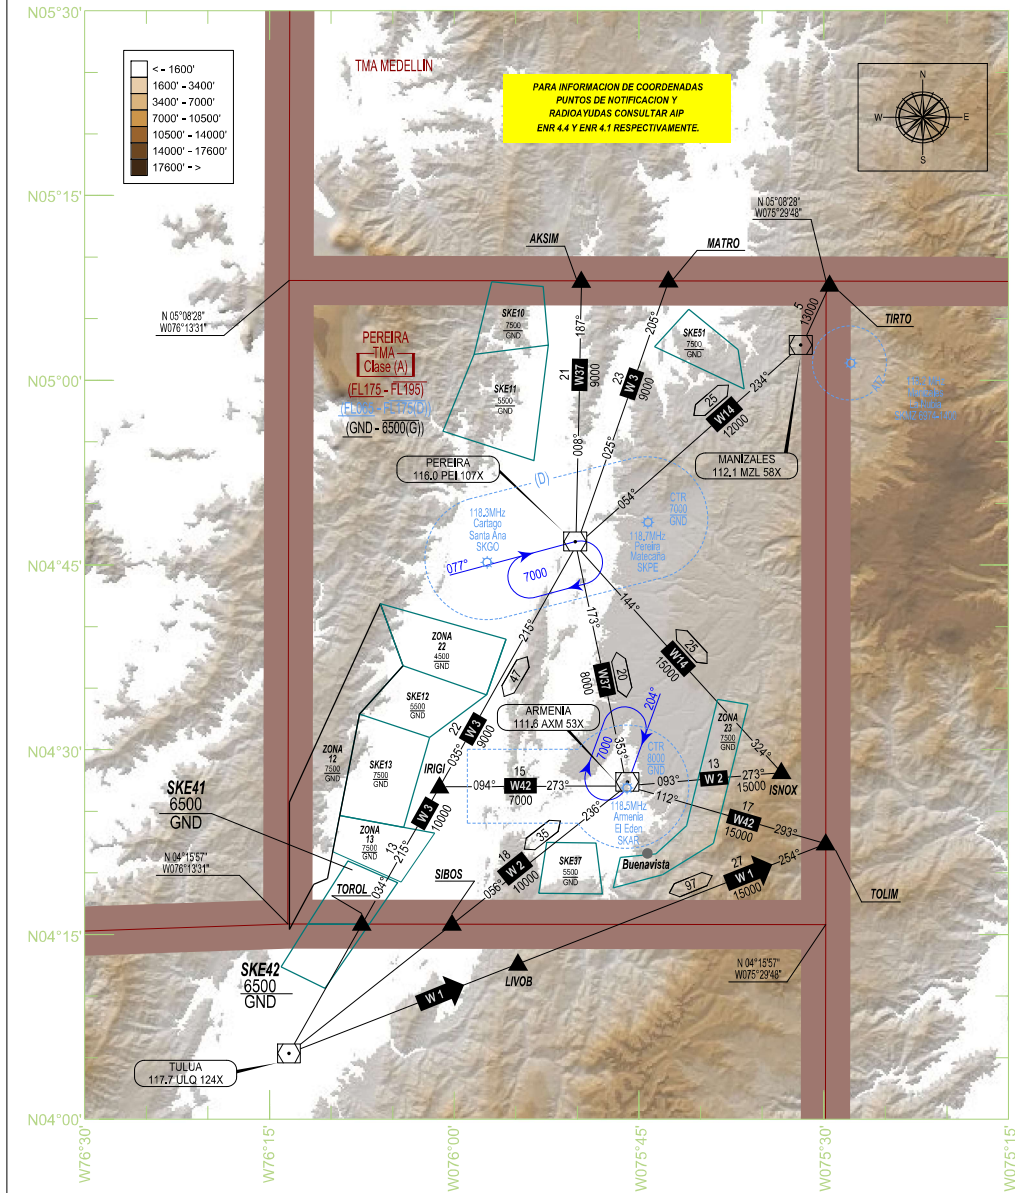 N05°30'
< - 1600'
1600' - 3400'
3400' - 7000'
7000' - 10500'
10500' - 14000'
14000' - 17600'
17600' - >
TMA MEDELLIN
PARA INFORMACION DE COORDENADAS
PUNTOS DE NOTIFICACION Y
RADIOAYUDAS CONSULTAR AIP
ENR 4.4 Y ENR 4.1 RESPECTIVAMENTE.
N
W
E
S
N05°15'
N 05°08'28"
W075°29'48"
AKSIM
MATRO
N 05°08'28"
W076°13'31"
TIRTO
5
13000
SKE10
7500
GND
SKE51
7500
GND
187°
205°
PEREIRA
TMA
Clase (A)
(FL175 - FL195)
(GND - 6500(G))
N05°00'
SKE11
5500
GND
21
W37
9000
23
W 3
9000
25
W14
12000
234°
008°
025°
054°
PEREIRA
116.0 PEI 107X
MANIZALES
112.1 MZL 58X
(D)
118.3MHz
Cartago
Santa Ana
SKGO
CTR
7000
GND
118.7MHz
Pereira
Matecaña
SKPE
N04°45'
077°
7000
215°
173°
144°
ZONA
22
4500
GND
47
8000
W37
20
15000
W14
25
SKE12
5500
GND
204°
ARMENIA
111.6 AXM 53X
ZONA
23
7500
GND
N04°30'
22
W 3
9000
035°
7000
353°
CTR
8000
GND
324°
ZONA
12
7500
GND
SKE13
7500
GND
IRIGI
SKE41
6500
GND
15
094°
W42
273°
7000
093°
13
W 2
273°
15000
ISNOX
112°
W 3
10000
118.5MHz
Armenia
El Eden
SKAR
236°
17
W42
15000
293°
ZONA
13
7500
GND
13
215°
35
18
W 2
10000
N 04°15'57"
W076°13'31"
SKE37
5500
GND
Buenavista
27
W 1
15000
254°
97
TOROL
034°
SIBOS
056°
TOLIM
N04°15'
SKE42
6500
GND
N 04°15'57"
W075°29'48"
LIVOB
W 1
TULUA
117.7 ULQ 124X
N04°00'
W76°30'
W076°15'
W076°00'
W075°45'
W075°30'
W075°15'